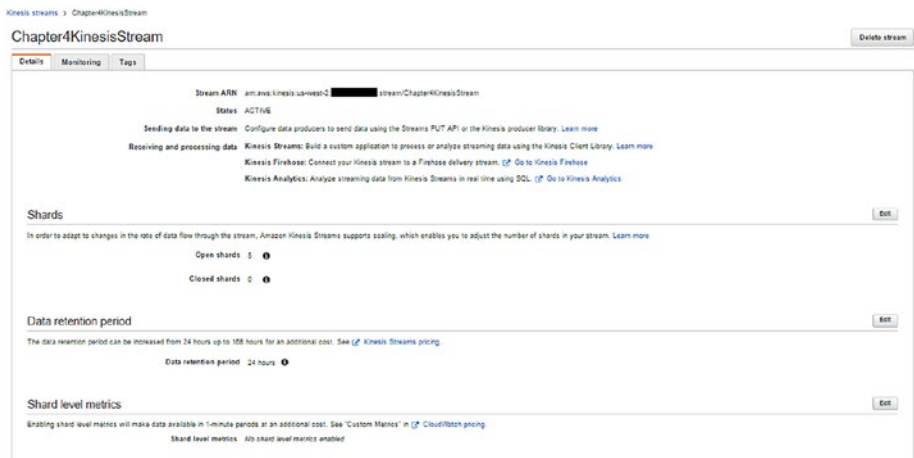 Kinesis streams > Chapter4KinesisStream
Chapter4KinesisStream
Delete stream
Details Monitoring Tags
Stream ARN arn:aws:kinesis:us-west-2: stream/Chapter4KinesisStream
Status ACTIVE
Sending data to the stream Configure data producers to send data using the Streams PUT API or the Kinesis producer library. Learn more
Receiving and processing data Kinesis Streams: Build a custom application to process or analyze streaming data using the Kinesis Client Library. Learn more
Kinesis Firehose: Connect your Kinesis stream to a Firehose delivery stream. Go to Kinesis Firehose
Kinesis Analytics: Analyze streaming data from Kinesis Streams in real time using SQL. Go to Kinesis Analytics
Shards Edit
In order to adapt to changes in the rate of data flow through the stream, Amazon Kinesis Streams supports scaling, which enables you to adjust the number of shards in your stream. Learn more
Open shards 5
Closed shards 0
Data retention period Edit
The data retention period can be increased from 24 hours up to 168 hours for an additional cost. See Kinesis Streams pricing.
Data retention period 24 hours
Shard level metrics Edit
Enabling shard level metrics will make data available in 1-minute periods at an additional cost. See "Custom Metrics" in CloudWatch pricing.
Shard level metrics No shard level metrics enabled